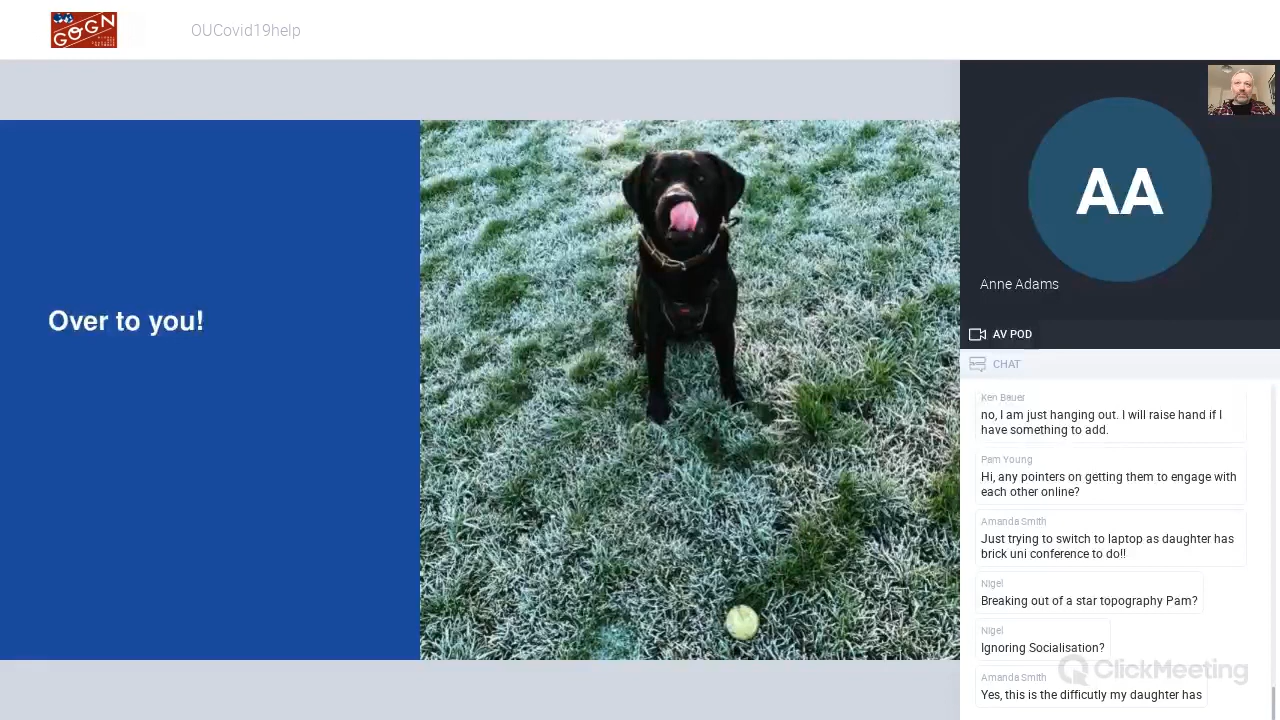 GOGN
OUCovid19help
Over to you!
AA
Anne Adams
AV POD
CHAT
Ken Bauer
no, I am just hanging out. I will raise hand if I
have something to add.
Pam Young
Hi, any pointers on getting them to engage with
each other online?
Amanda Smith
Just trying to switch to laptop as daughter has
brick uni conference to do!!
Nigel
Breaking out of a star topography Pam?
Nigel
Ignoring Socialisation?
ClickMeeting
Amanda Smith
Yes, this is the difficutly my daughter has